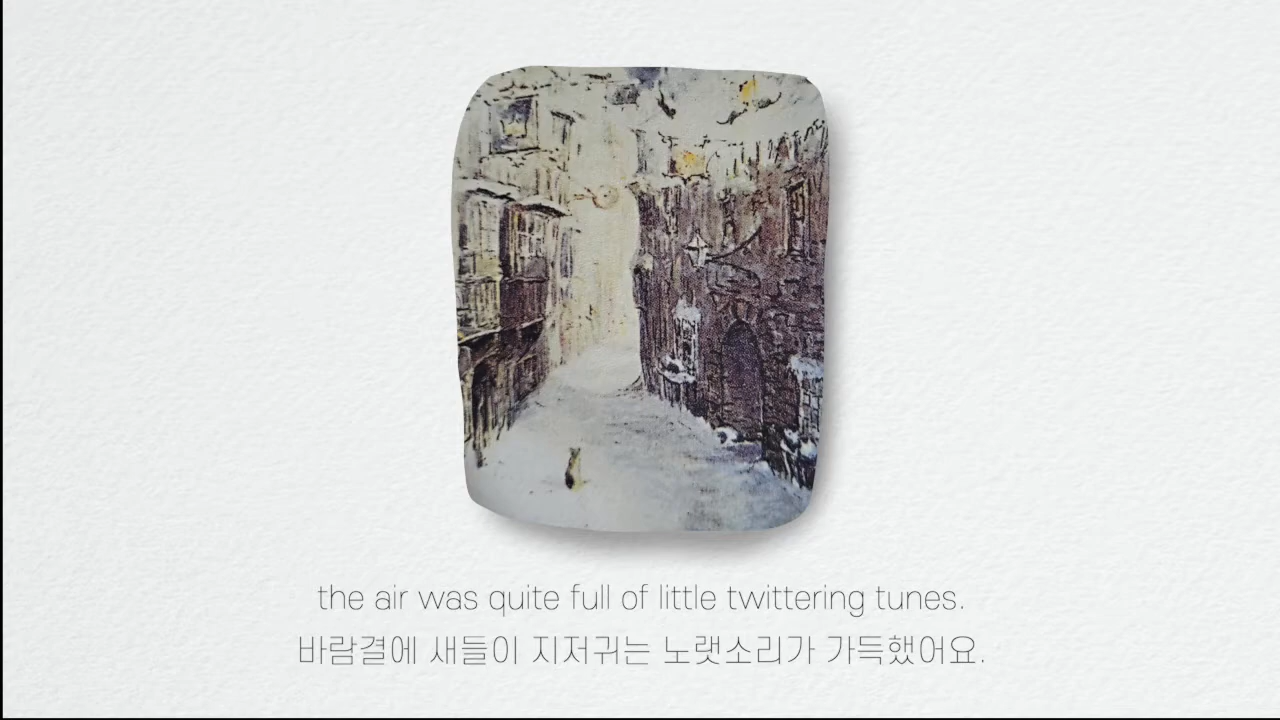 the air was quite full of little twittering tunes.
바람결에 새들이 지저귀는 노랫소리가 가득했어요.